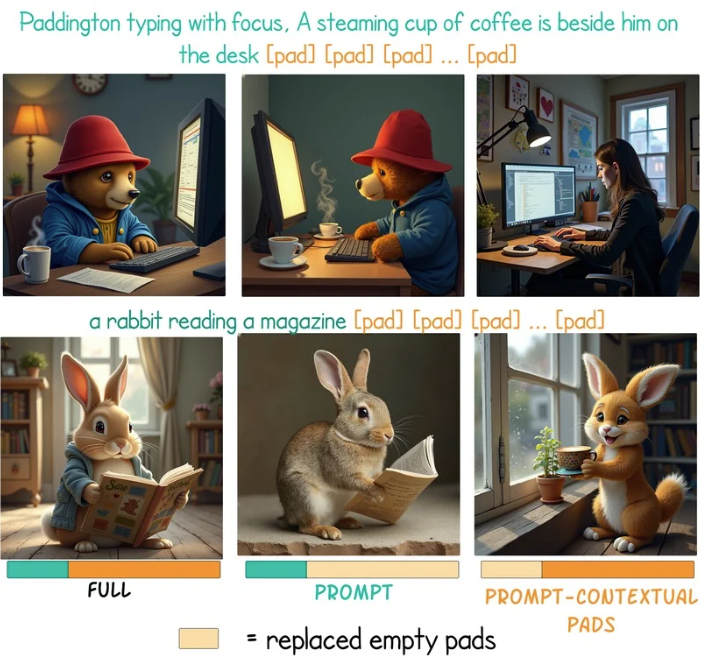 Paddington typing with focus, A steaming cup of coffee is beside him on
the desk [pad] [pad] [pad] ... [pad]
a rabbit reading a magazine [pad] [pad] [pad] ... [pad]
FULL
PROMPT
PROMPT-CONTEXTUAL
PADS
= replaced empty pads